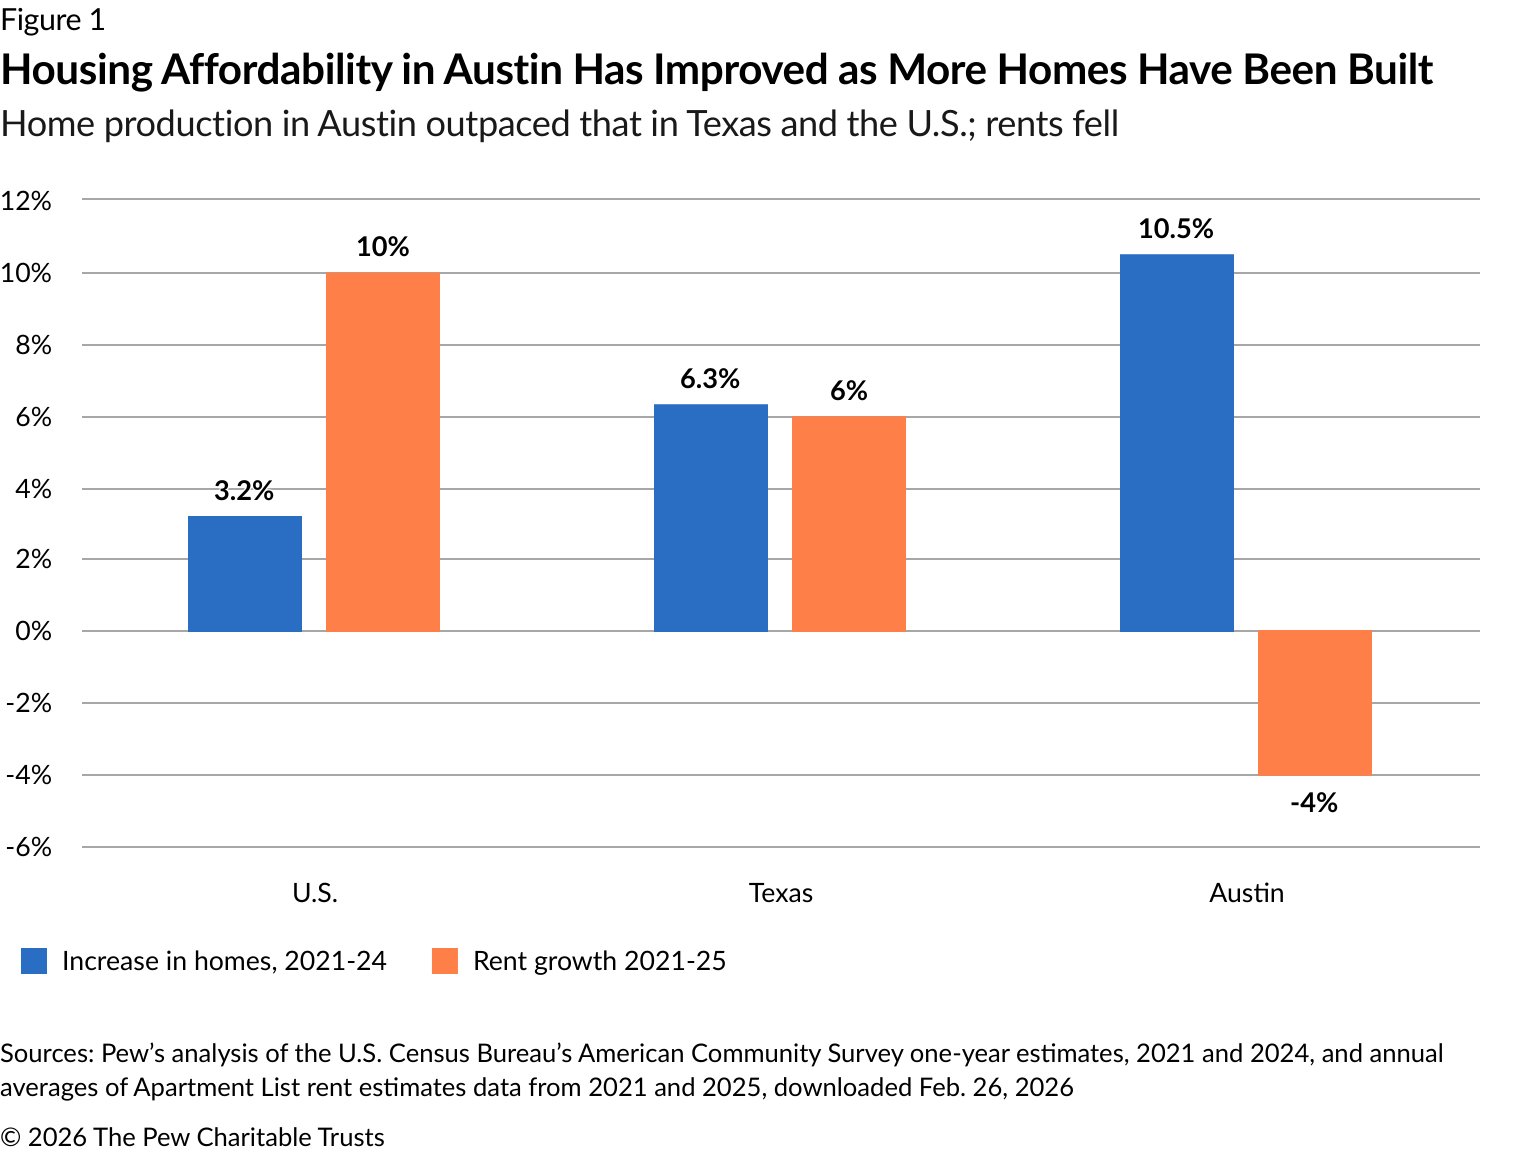 Figure 1
Housing Affordability in Austin Has Improved as More Homes Have Been Built
Home production in Austin outpaced that in Texas and the U.S.; rents fell
12%
10%
8%
6%
4%
2%
0%
-2%
-4%
-6%
3.2%
10%
6.3%
6%
10.5%
-4%
U.S.
Texas
Austin
Increase in homes, 2021-24
Rent growth 2021-25
Sources: Pew’s analysis of the U.S. Census Bureau’s American Community Survey one-year estimates, 2021 and 2024, and annual
averages of Apartment List rent estimates data from 2021 and 2025, downloaded Feb. 26, 2026
© 2026 The Pew Charitable Trusts